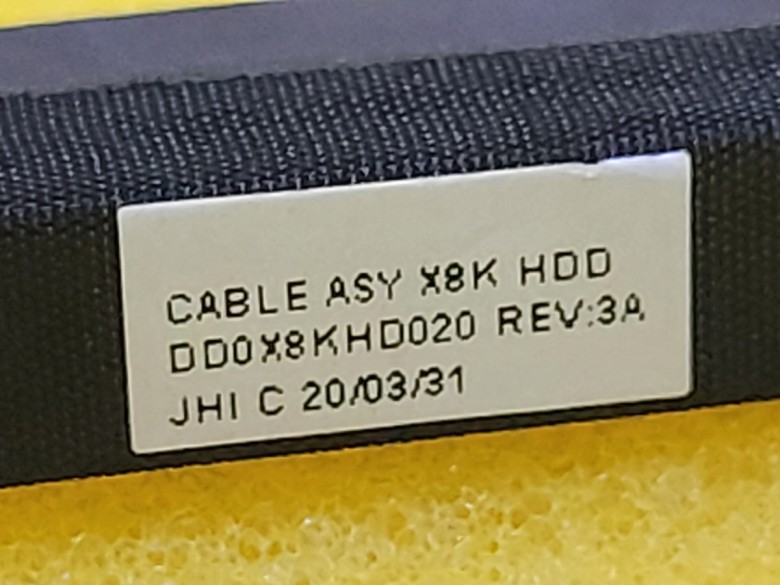 CABLE ASY X8K HDD
DD0X8KHD020 REV:3A
JHI C 20/03/31